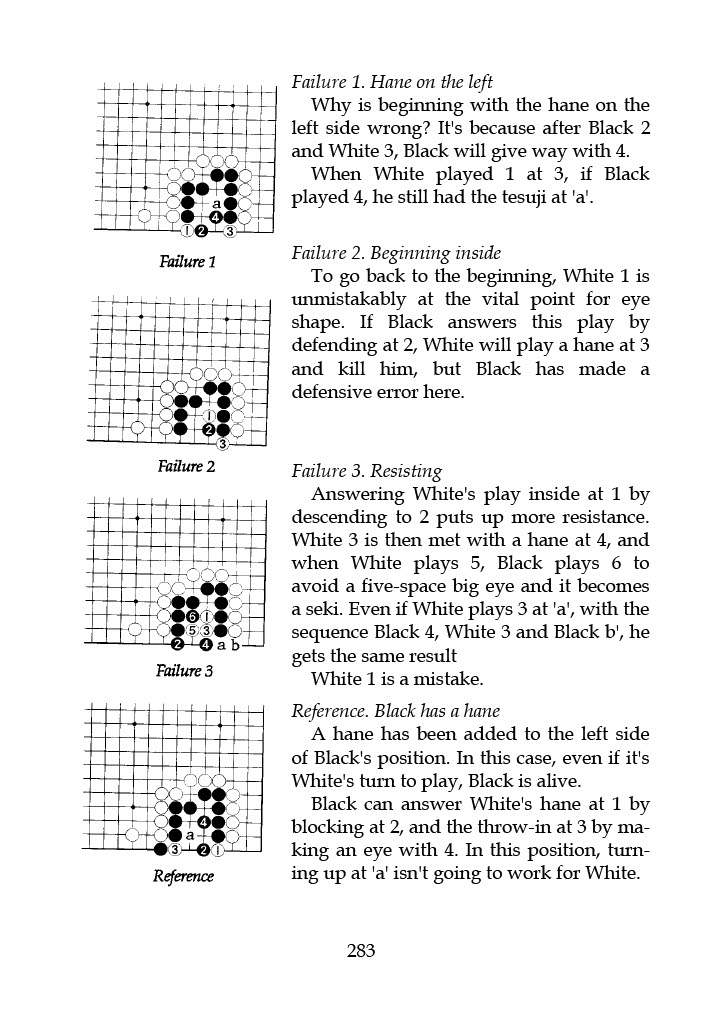 Failure 1. Hane on the left
Why is beginning with the hane on the
left side wrong? It's because after Black 2
and White 3, Black will give way with 4.
When White played 1 at 3, if Black
played 4, he still had the tesuji at 'a'.
a
4
1 2 3
Failure 1
Failure 2. Beginning inside
To go back to the beginning, White 1 is
unmistakably at the vital point for eye
shape. If Black answers this play by
defending at 2, White will play a hane at 3
and kill him, but Black has made a
defensive error here.
1
2
3
Failure 2
Failure 3. Resisting
Answering White's play inside at 1 by
descending to 2 puts up more resistance.
White 3 is then met with a hane at 4, and
when White plays 5, Black plays 6 to
avoid a five-space big eye and it becomes
a seki. Even if White plays 3 at 'a', with the
sequence Black 4, White 3 and Black b', he
gets the same result
White 1 is a mistake.
6 1
5 3
2 4 a b
Failure 3
Reference. Black has a hane
A hane has been added to the left side
of Black's position. In this case, even if it's
White's turn to play, Black is alive.
Black can answer White's hane at 1 by
blocking at 2, and the throw-in at 3 by ma-
king an eye with 4. In this position, turn-
ing up at 'a' isn't going to work for White.
4
a
3 2 1
Reference
283